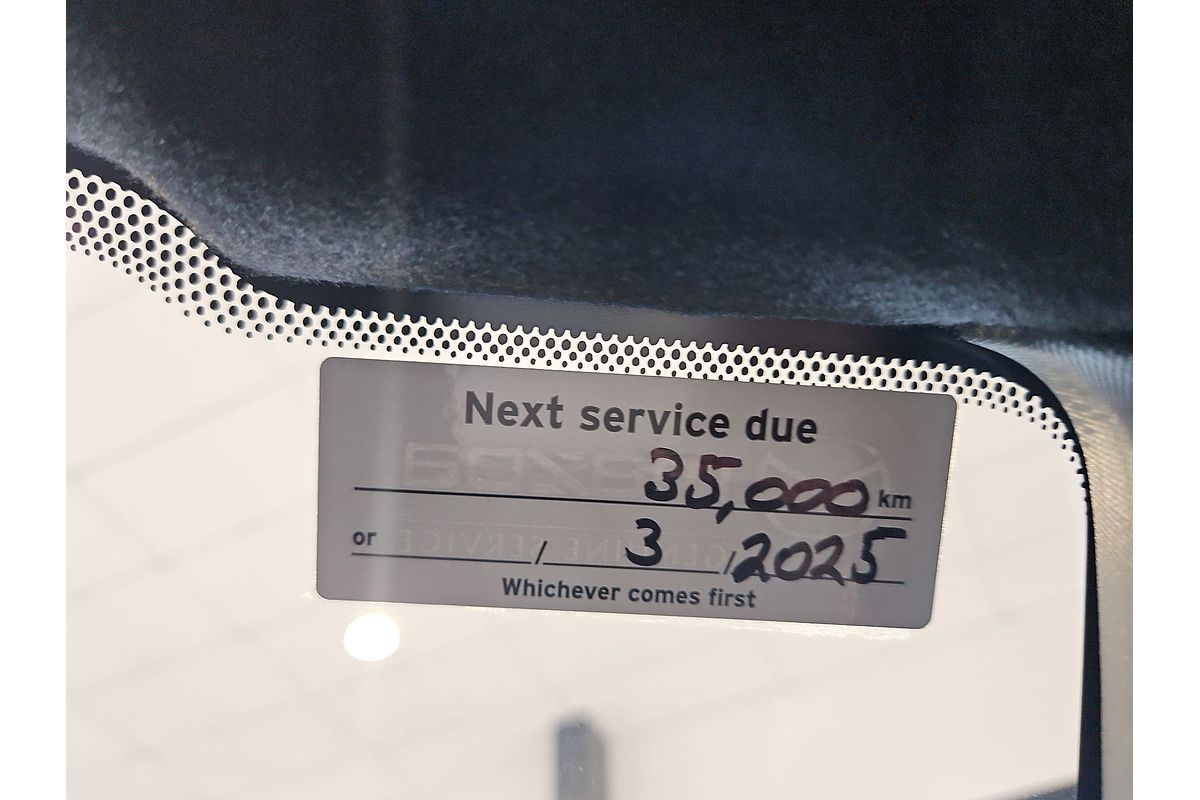 Next service due
35,000 km
or / 3 / 2025
Whichever comes first